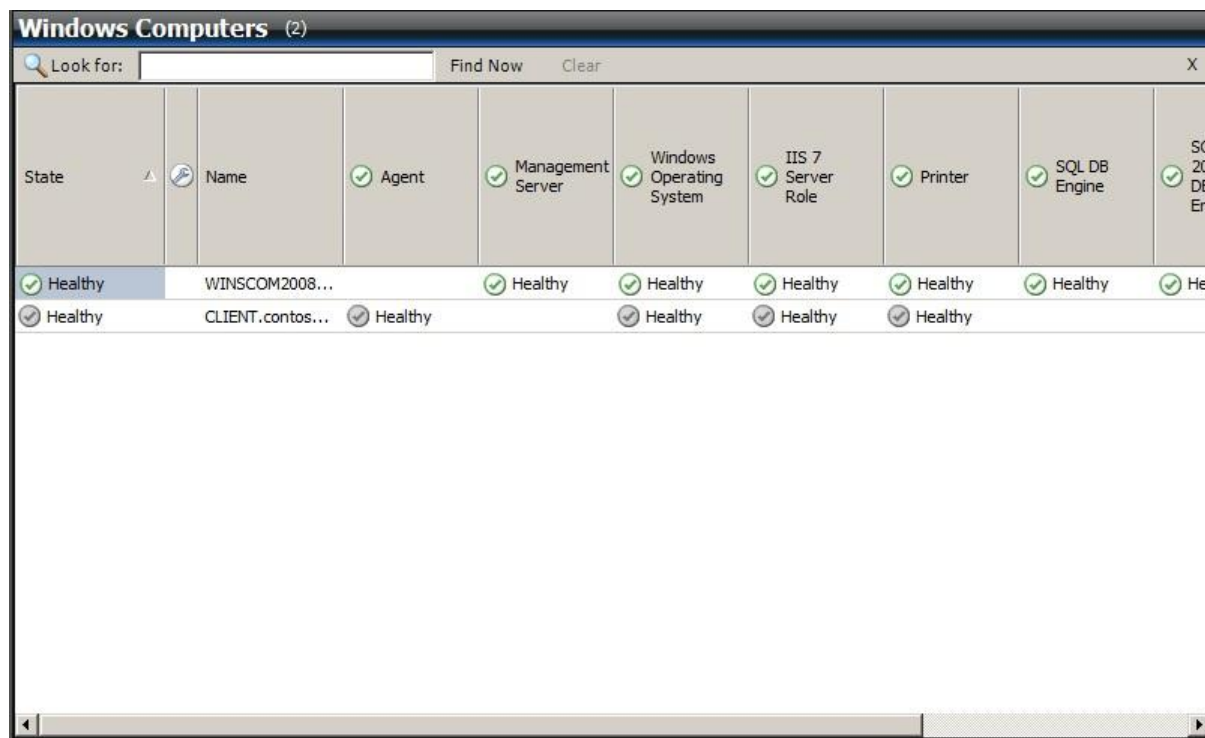 Windows Computers (2)
Look for: Find Now Clear X
State Name Agent Management Server Windows Operating System IIS 7 Server Role Printer SQL DB Engine
Healthy WINSCOM2008... Healthy Healthy Healthy Healthy Healthy
Healthy CLIENT.contos... Healthy Healthy Healthy Healthy